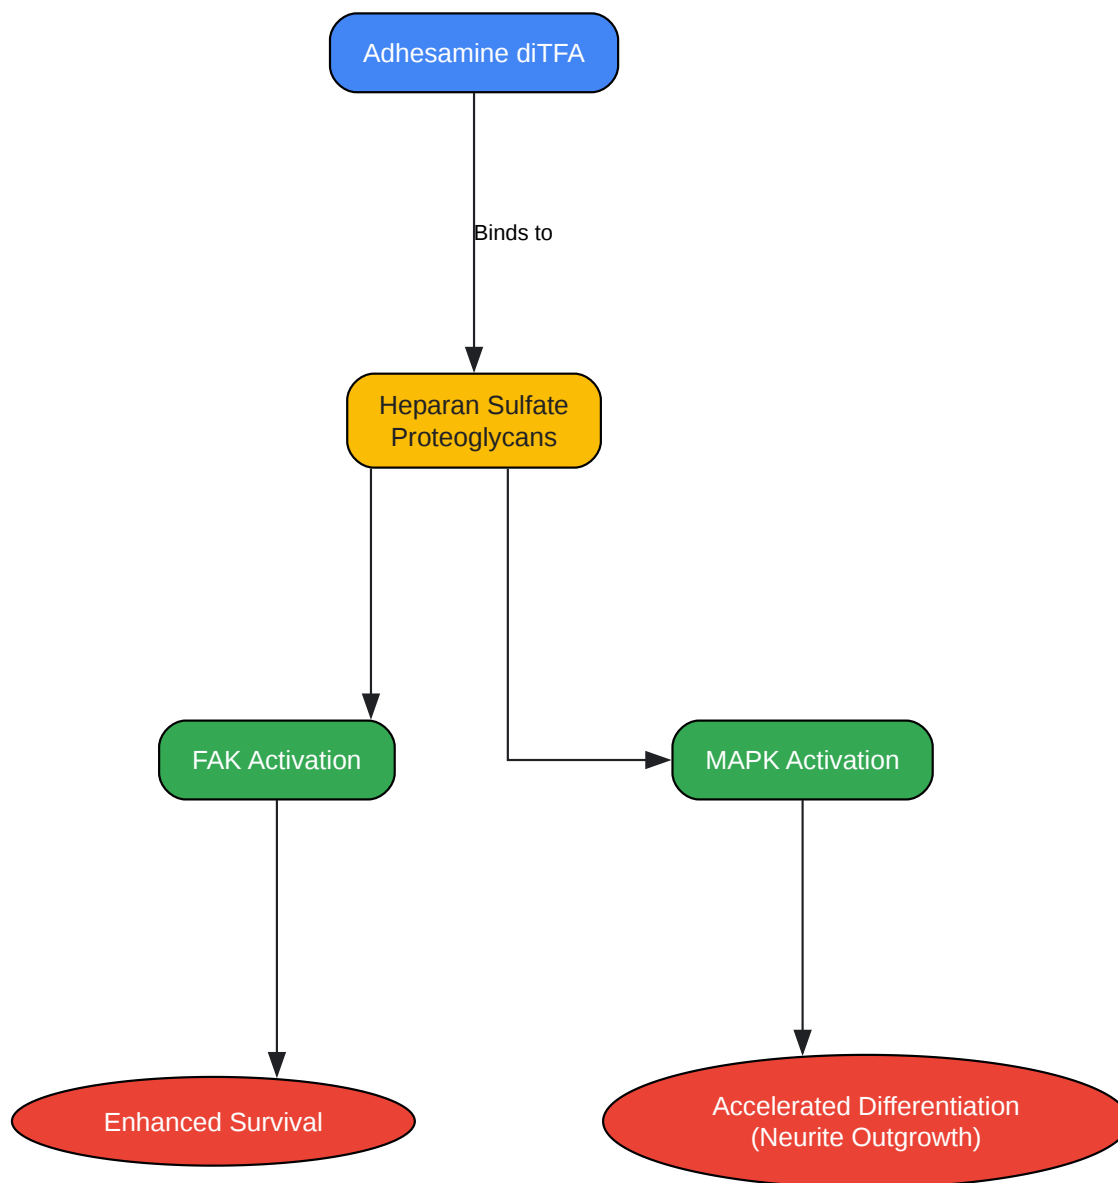 Adhesamine diTFA
Binds to
Heparan Sulfate
Proteoglycans
FAK Activation
MAPK Activation
Enhanced Survival
Accelerated Differentiation
(Neurite Outgrowth)